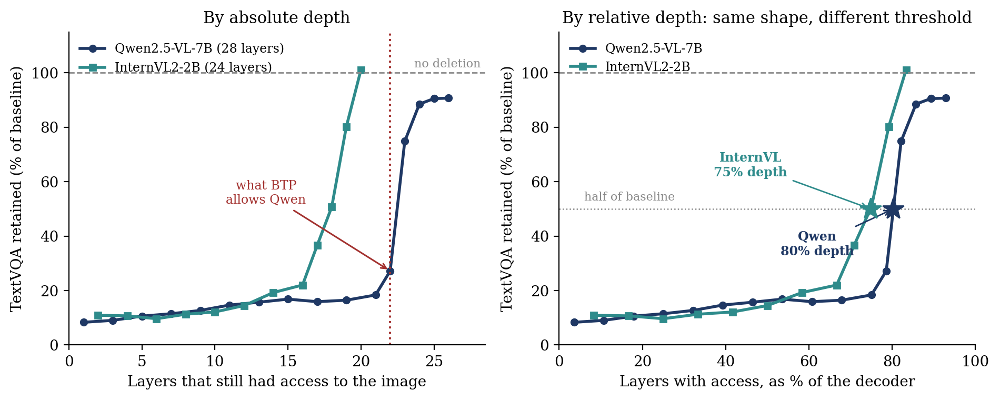 By absolute depth
Qwen2.5-VL-7B (28 layers)
InternVL2-2B (24 layers)
no deletion
what BTP
allows Qwen
TextVQA retained (% of baseline)
100
80
60
40
20
0
0 5 10 15 20 25
Layers that still had access to the image
By relative depth: same shape, different threshold
Qwen2.5-VL-7B
InternVL2-2B
InternVL
75% depth
half of baseline
Qwen
80% depth
TextVQA retained (% of baseline)
100
80
60
40
20
0
0 20 40 60 80 100
Layers with access, as % of the decoder